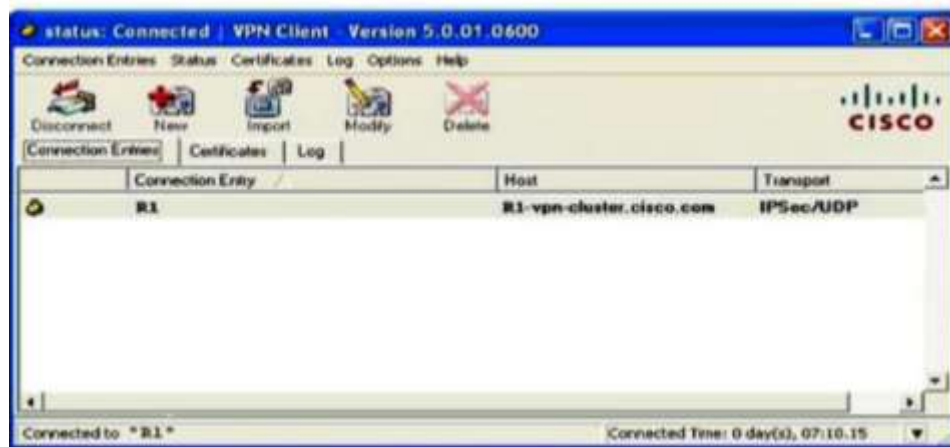 status: Connected | VPN Client - Version 5.0.01.0600
Connection Entries Status Certificates Log Options Help
Disconnect New Import Modify Delete
CISCO
Connection Entries Certificates Log
Connection Entry Host Transport
R1 R1-vpn-cluster.cisco.com IPSec/UDP
Connected to "R1" Connected Time: 0 day(s), 07:10.15